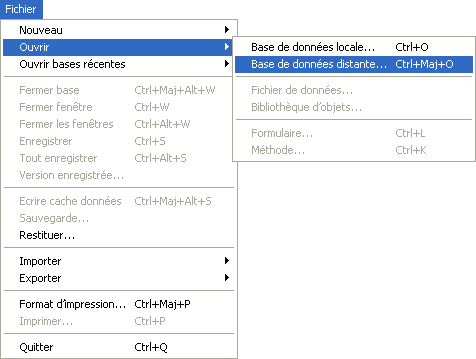 Fichier
Nouveau
Ouvrir
Ouvrir bases récentes
Fermer base Ctrl+Maj+Alt+W
Fermer fenêtre Ctrl+W
Fermer les fenêtres Ctrl+Alt+W
Enregistrer Ctrl+S
Tout enregistrer Ctrl+Alt+S
Version enregistrée...
Ecrire cache données Ctrl+Maj+Alt+S
Sauvegarde...
Restituer...
Importer
Exporter
Format d'impression... Ctrl+Maj+P
Imprimer... Ctrl+P
Quitter Ctrl+Q
Base de données locale... Ctrl+O
Base de données distante... Ctrl+Maj+O
Fichier de données...
Bibliothèque d'objets...
Formulaire... Ctrl+L
Méthode... Ctrl+K